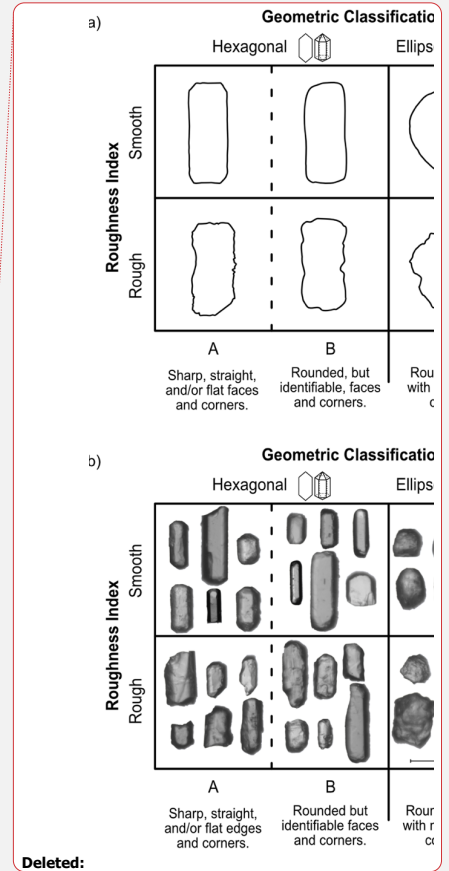 a)
Geometric Classificatio
Hexagonal
Ellips
Roughness Index
Smooth
Rough
A
B
Sharp, straight,
and/or flat faces
and corners.
Rounded, but
identifiable, faces
and corners.
Rou
with
c
b)
Geometric Classificatio
Hexagonal
Ellips
Roughness Index
Smooth
Rough
A
B
Sharp, straight,
and/or flat edges
and corners.
Rounded but
identifiable faces
and corners.
Roun
with r
co
Deleted: